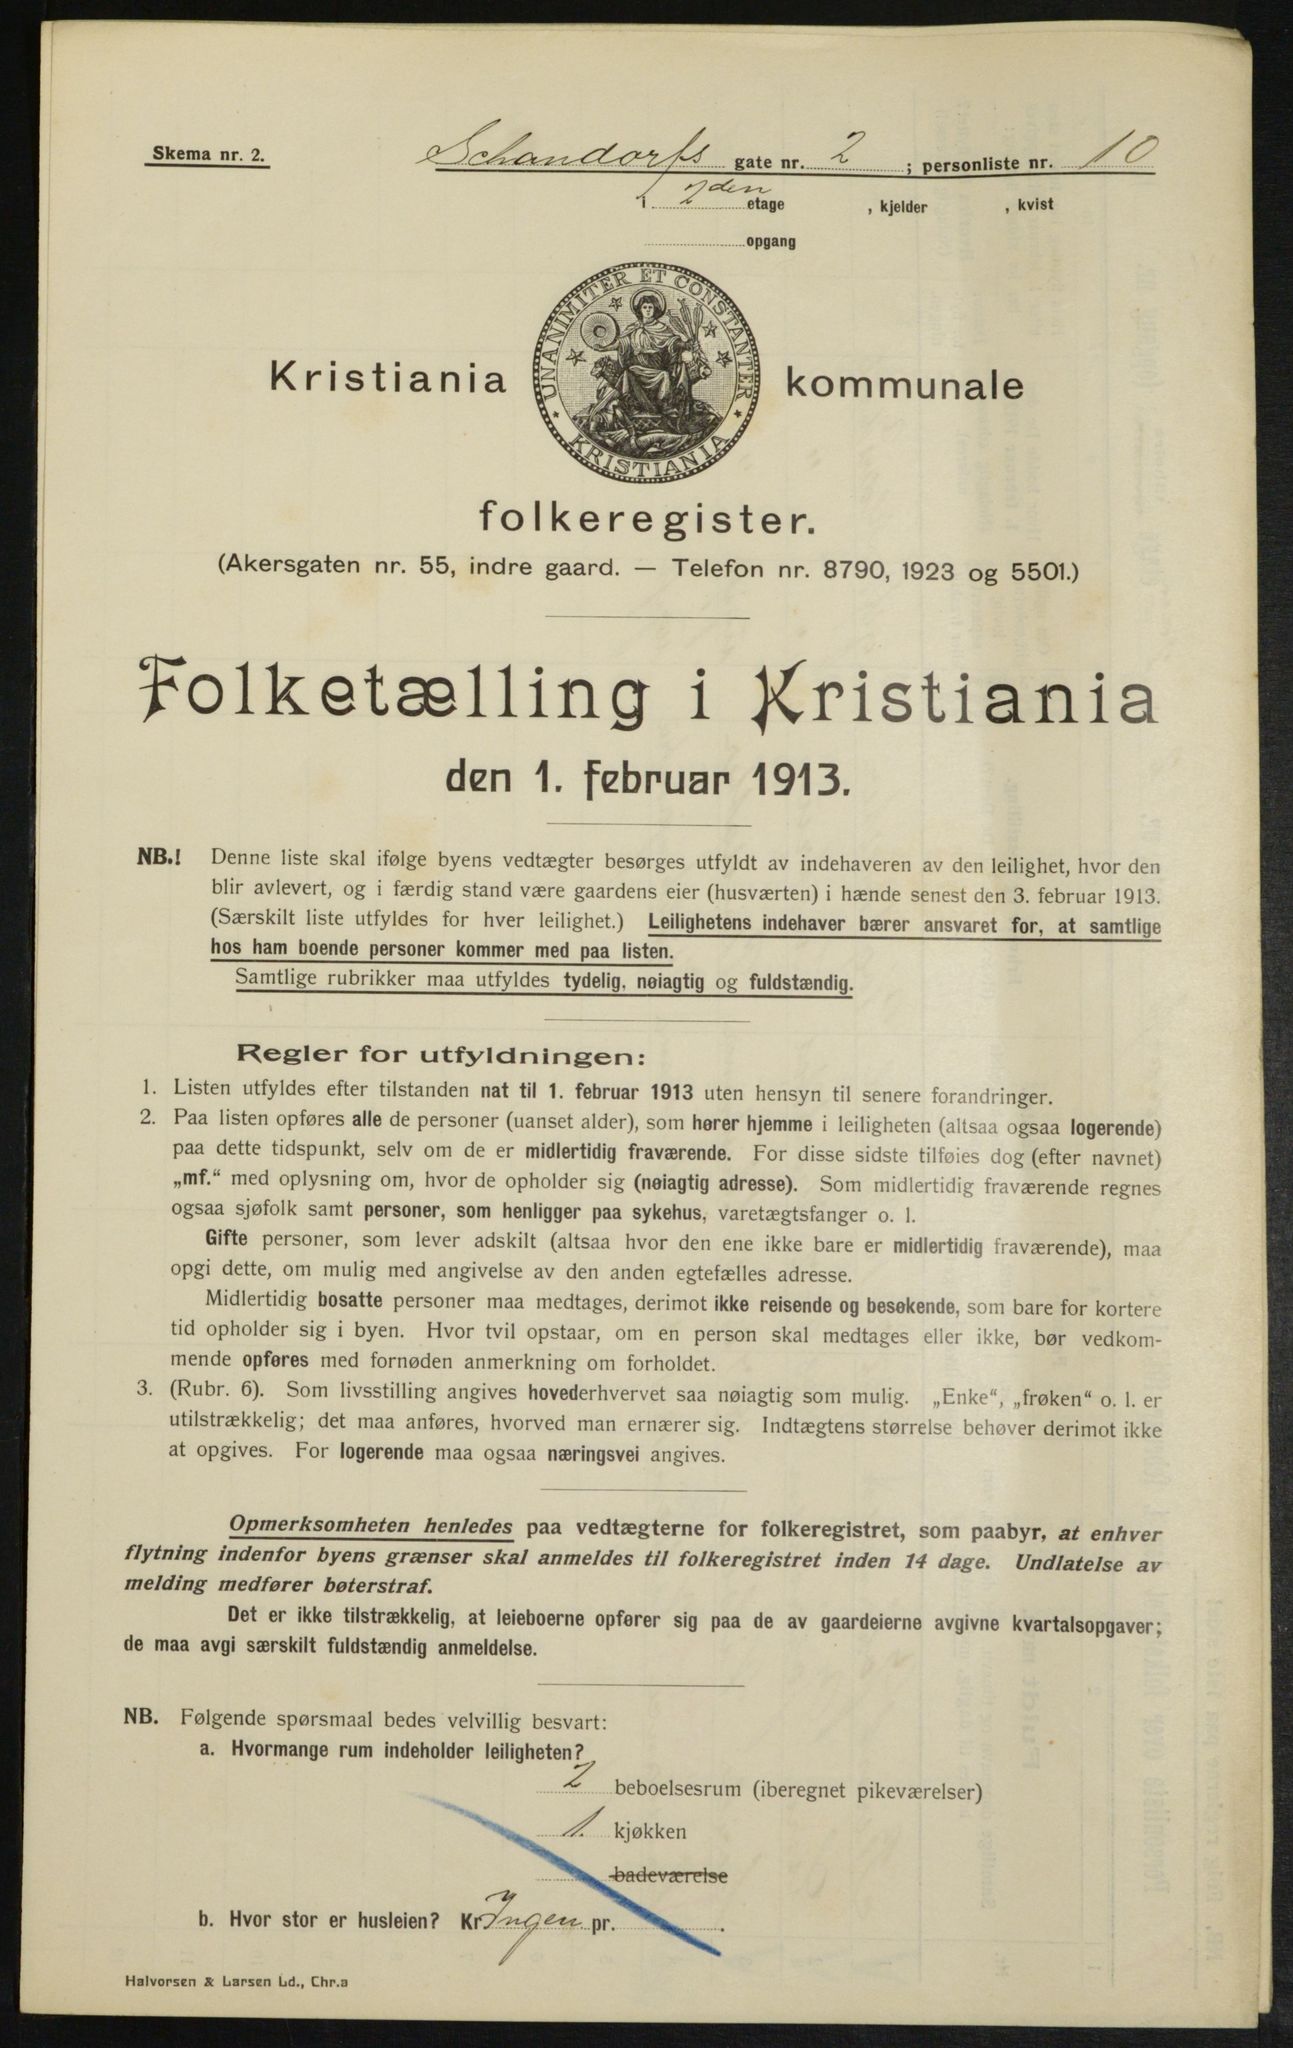 Skema nr. 2.
Schandorfs gate nr. 2 ; personliste nr. 10
i 2den etage , kjelder , kvist
opgang
UNANIMITER ET CONSTANTER
KRISTIANIA
Kristiania kommunale
folkeregister.
(Akersgaten nr. 55, indre gaard. — Telefon nr. 8790, 1923 og 5501.)
Folketælling i Kristiania
den 1. februar 1913.
NB.! Denne liste skal ifølge byens vedtægter besørges utfyldt av indehaveren av den leilighet, hvor den
blir avlevert, og i færdig stand være gaardens eier (husværten) i hænde senest den 3. februar 1913.
(Særskilt liste utfyldes for hver leilighet.) Leilighetens indehaver bærer ansvaret for, at samtlige
hos ham boende personer kommer med paa listen.
Samtlige rubrikker maa utfyldes tydelig, nøiagtig og fuldstændig.
Regler for utfyldningen:
1. Listen utfyldes efter tilstanden nat til 1. februar 1913 uten hensyn til senere forandringer.
2. Paa listen opføres alle de personer (uanset alder), som hører hjemme i leiligheten (altsaa ogsaa logerende)
paa dette tidspunkt, selv om de er midlertidig fraværende. For disse sidste tilføies dog (efter navnet)
„mf.“ med oplysning om, hvor de opholder sig (nøiagtig adresse). Som midlertidig fraværende regnes
ogsaa sjøfolk samt personer, som henligger paa sykehus, varetægtsfanger o. l.
Gifte personer, som lever adskilt (altsaa hvor den ene ikke bare er midlertidig fraværende), maa
opgi dette, om mulig med angivelse av den anden egtefælles adresse.
Midlertidig bosatte personer maa medtages, derimot ikke reisende og besøkende, som bare for kortere
tid opholder sig i byen. Hvor tvil opstaar, om en person skal medtages eller ikke, bør vedkom-
mende opføres med fornøden anmerkning om forholdet.
3. (Rubr. 6). Som livsstilling angives hovederhvervet saa nøiagtig som mulig. „Enke“, „frøken“ o. l. er
utilstrækkelig; det maa anføres, hvorved man ernærer sig. Indtægtens størrelse behøver derimot ikke
at opgives. For logerende maa ogsaa næringsvei angives.
Opmerksomheten henledes paa vedtægterne for folkeregistret, som paabyr, at enhver
flytning indenfor byens grænser skal anmeldes til folkeregistret inden 14 dage. Undlatelse av
melding medfører bøterstraf.
Det er ikke tilstrækkelig, at leieboerne opfører sig paa de av gaardeierne avgivne kvartalsopgaver;
de maa avgi særskilt fuldstændig anmeldelse.
NB. Følgende spørsmaal bedes velvillig besvart:
a. Hvormange rum indeholder leiligheten?
2 beboelsesrum (iberegnet pikeværelser)
1. kjøkken
badeværelse
b. Hvor stor er husleien? Kr Ingen pr. .
Halvorsen & Larsen Ld., Chr.a